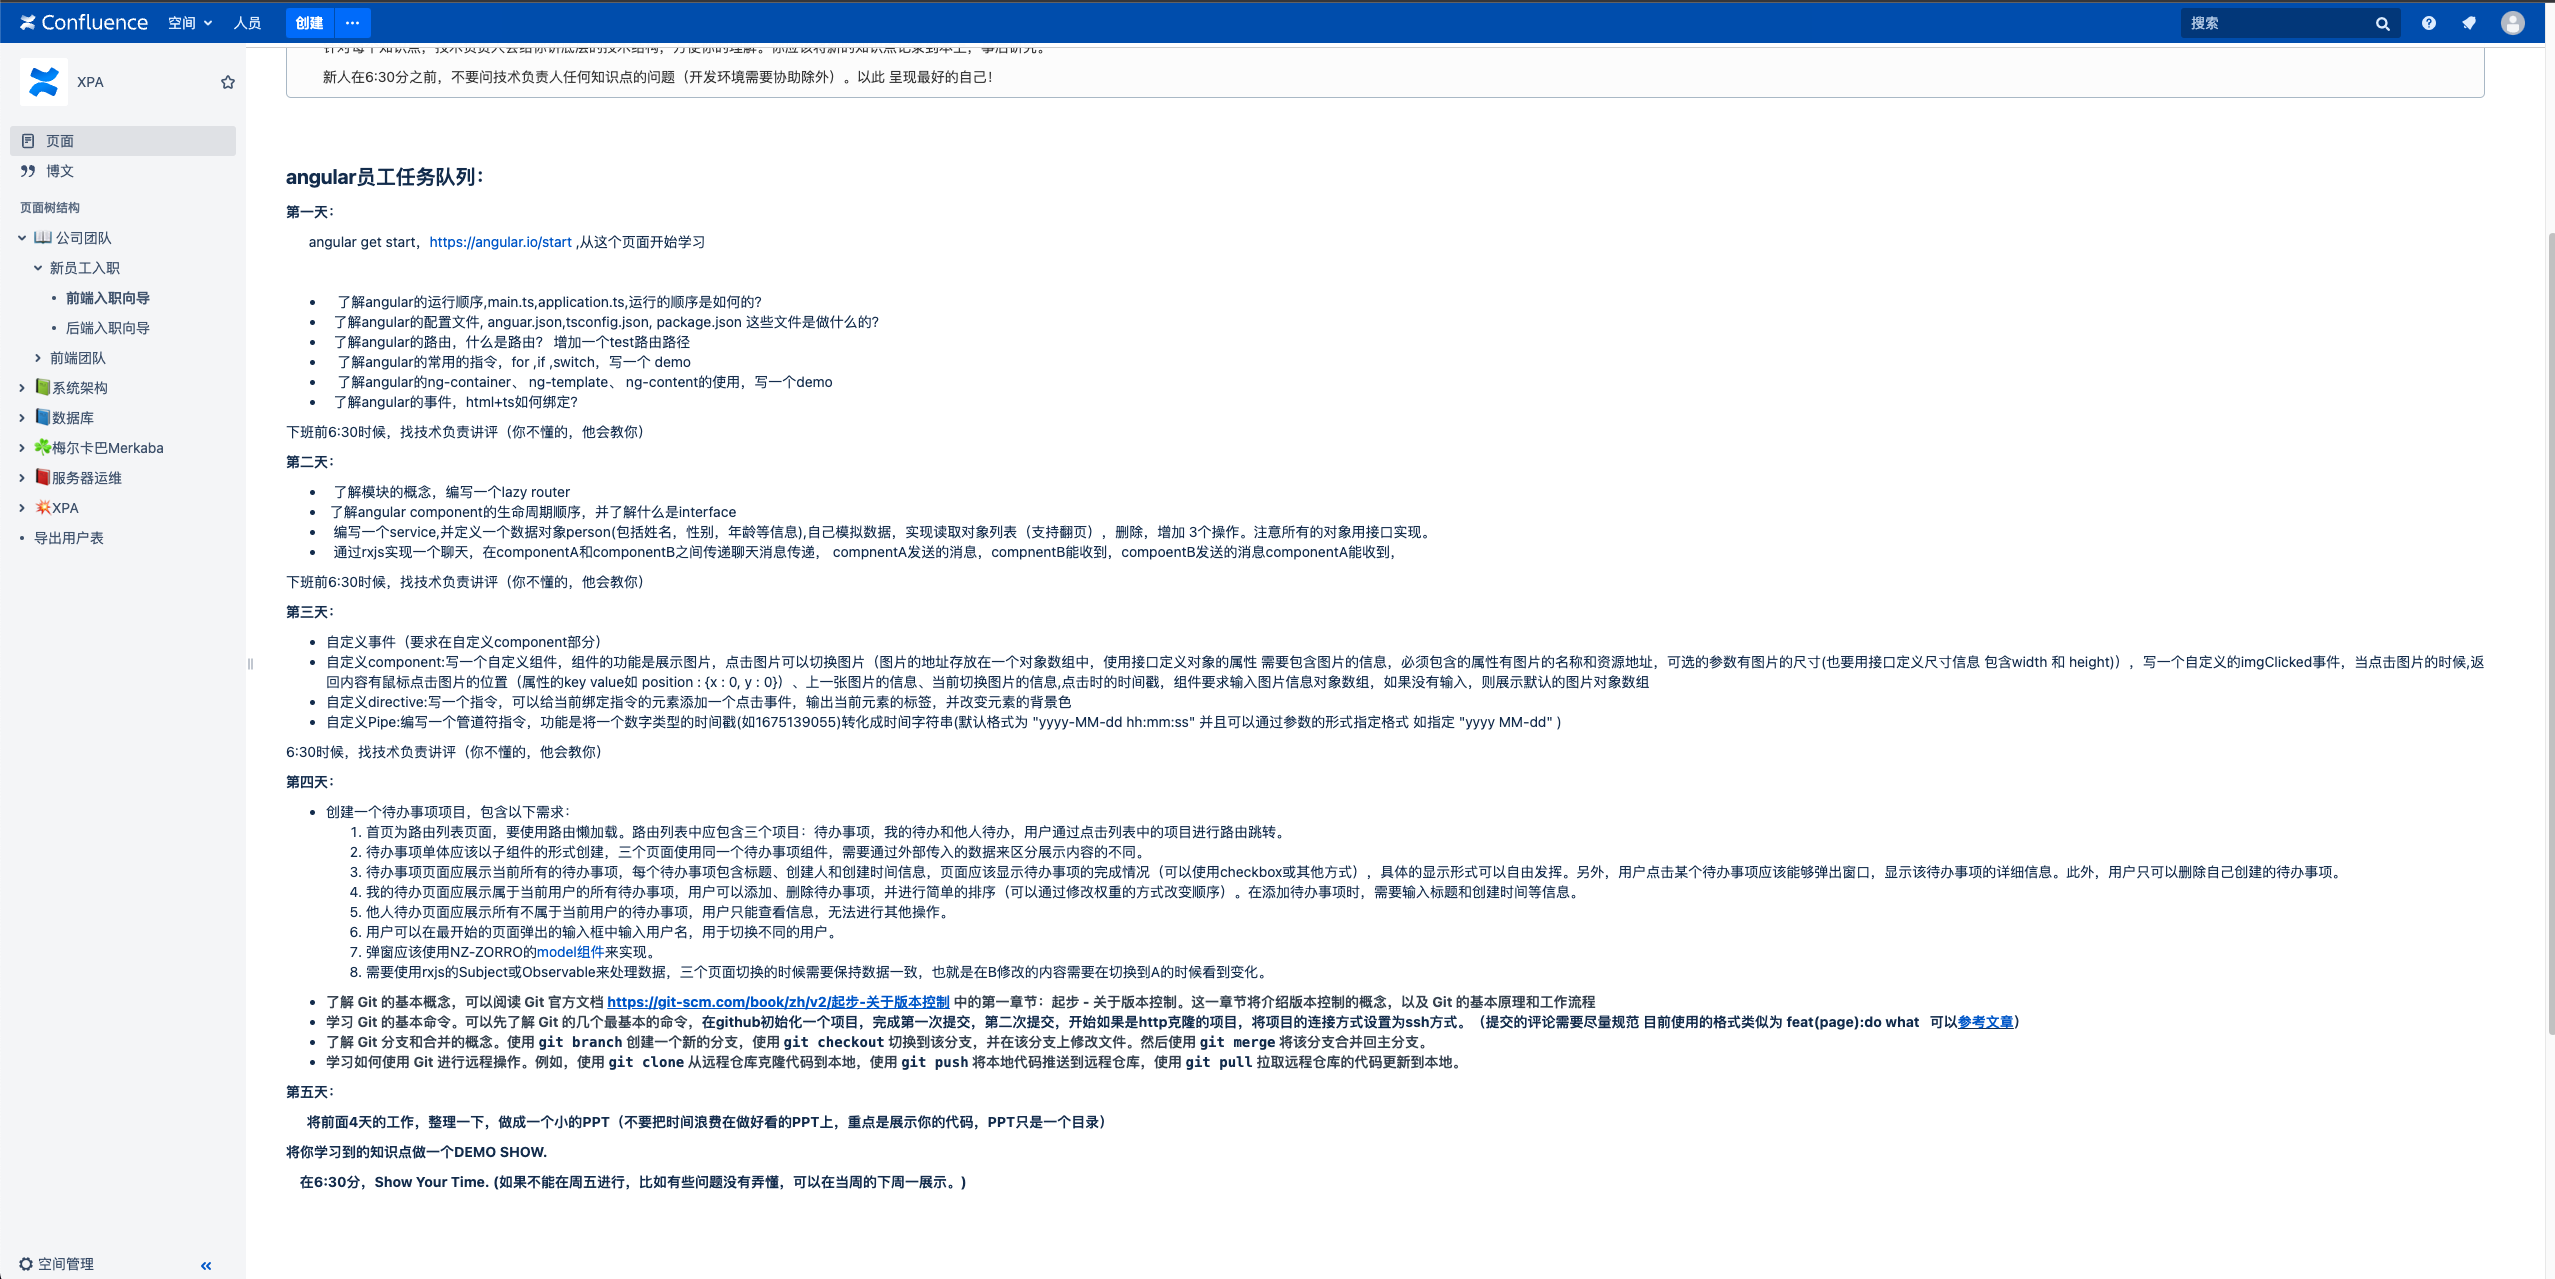 Confluence 空间 人员 创建 ··· 搜索
XPA
页面
博文
页面树结构
公司团队
新员工入职
前端入职向导
后端入职向导
前端团队
系统架构
数据库
梅尔卡巴Merkaba
服务器运维
XPA
导出用户表
空间管理
针对每个知识点，技术负责人会给你讲底层的技术结构，方便你的理解。你应该将新的知识点记录到本上，事后研究。
新人在6:30分之前，不要问技术负责人任何知识点的问题（开发环境需要协助除外）。以此 呈现最好的自己！
angular员工任务队列：
第一天：
angular get start，https://angular.io/start ,从这个页面开始学习
• 了解angular的运行顺序,main.ts,application.ts,运行的顺序是如何的?
• 了解angular的配置文件, anguar.json,tsconfig.json, package.json 这些文件是做什么的?
• 了解angular的路由，什么是路由？ 增加一个test路由路径
• 了解angular的常用的指令，for ,if ,switch，写一个 demo
• 了解angular的ng-container、 ng-template、 ng-content的使用，写一个demo
• 了解angular的事件，html+ts如何绑定?
下班前6:30时候，找技术负责讲评（你不懂的，他会教你）
第二天：
• 了解模块的概念，编写一个lazy router
• 了解angular component的生命周期顺序，并了解什么是interface
• 编写一个service,并定义一个数据对象person(包括姓名，性别，年龄等信息),自己模拟数据，实现读取对象列表（支持翻页），删除，增加 3个操作。注意所有的对象用接口实现。
• 通过rxjs实现一个聊天，在componentA和componentB之间传递聊天消息传递， compnentA发送的消息，compnentB能收到，compoentB发送的消息componentA能收到，
下班前6:30时候，找技术负责讲评（你不懂的，他会教你）
第三天：
• 自定义事件（要求在自定义component部分）
• 自定义component:写一个自定义组件，组件的功能是展示图片，点击图片可以切换图片（图片的地址存放在一个对象数组中，使用接口定义对象的属性 需要包含图片的信息，必须包含的属性有图片的名称和资源地址，可选的参数有图片的尺寸(也要用接口定义尺寸信息 包含width 和 height)），写一个自定义的imgClicked事件，当点击图片的时候,返
回内容有鼠标点击图片的位置（属性的key value如 position : {x : 0, y : 0}）、上一张图片的信息、当前切换图片的信息,点击时的时间戳，组件要求输入图片信息对象数组，如果没有输入，则展示默认的图片对象数组
• 自定义directive:写一个指令，可以给当前绑定指令的元素添加一个点击事件，输出当前元素的标签，并改变元素的背景色
• 自定义Pipe:编写一个管道符指令，功能是将一个数字类型的时间戳(如1675139055)转化成时间字符串(默认格式为 "yyyy-MM-dd hh:mm:ss" 并且可以通过参数的形式指定格式 如指定 "yyyy MM-dd" )
6:30时候，找技术负责讲评（你不懂的，他会教你）
第四天：
• 创建一个待办事项项目，包含以下需求：
1. 首页为路由列表页面，要使用路由懒加载。路由列表中应包含三个项目：待办事项，我的待办和他人待办，用户通过点击列表中的项目进行路由跳转。
2. 待办事项单体应该以子组件的形式创建，三个页面使用同一个待办事项组件，需要通过外部传入的数据来区分展示内容的不同。
3. 待办事项页面应展示当前所有的待办事项，每个待办事项包含标题、创建人和创建时间信息，页面应该显示待办事项的完成情况（可以使用checkbox或其他方式），具体的显示形式可以自由发挥。另外，用户点击某个待办事项应该能够弹出窗口，显示该待办事项的详细信息。此外，用户只可以删除自己创建的待办事项。
4. 我的待办页面应展示属于当前用户的所有待办事项，用户可以添加、删除待办事项，并进行简单的排序（可以通过修改权重的方式改变顺序）。在添加待办事项时，需要输入标题和创建时间等信息。
5. 他人待办页面应展示所有不属于当前用户的待办事项，用户只能查看信息，无法进行其他操作。
6. 用户可以在最开始的页面弹出的输入框中输入用户名，用于切换不同的用户。
7. 弹窗应该使用NZ-ZORRO的model组件来实现。
8. 需要使用rxjs的Subject或Observable来处理数据，三个页面切换的时候需要保持数据一致，也就是在B修改的内容需要在切换到A的时候看到变化。
• 了解 Git 的基本概念，可以阅读 Git 官方文档 https://git-scm.com/book/zh/v2/起步-关于版本控制 中的第一章节：起步 - 关于版本控制。这一章节将介绍版本控制的概念，以及 Git 的基本原理和工作流程
• 学习 Git 的基本命令。可以先了解 Git 的几个最基本的命令，在github初始化一个项目，完成第一次提交，第二次提交，开始如果是http克隆的项目，将项目的连接方式设置为ssh方式。（提交的评论需要尽量规范 目前使用的格式类似为 feat(page):do what 可以参考文章）
• 了解 Git 分支和合并的概念。使用 git branch 创建一个新的分支，使用 git checkout 切换到该分支，并在该分支上修改文件。然后使用 git merge 将该分支合并回主分支。
• 学习如何使用 Git 进行远程操作。例如，使用 git clone 从远程仓库克隆代码到本地，使用 git push 将本地代码推送到远程仓库，使用 git pull 拉取远程仓库的代码更新到本地。
第五天：
将前面4天的工作，整理一下，做成一个小的PPT（不要把时间浪费在做好看的PPT上，重点是展示你的代码，PPT只是一个目录）
将你学习到的知识点做一个DEMO SHOW.
在6:30分，Show Your Time. (如果不能在周五进行，比如有些问题没有弄懂，可以在当周的下周一展示。)